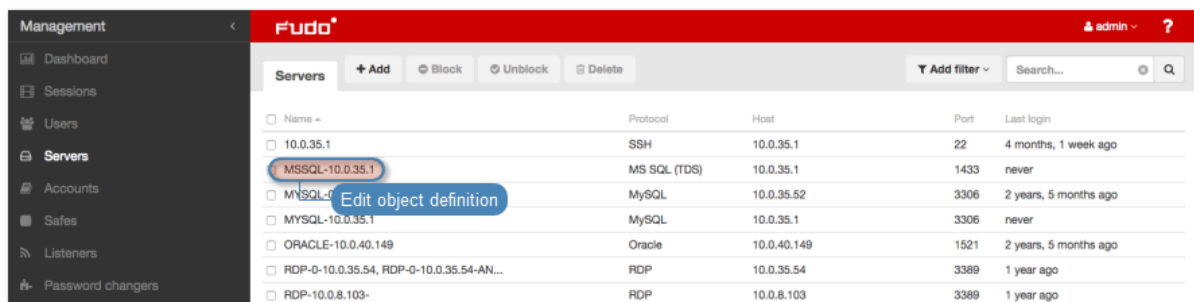 Management
FUDO
admin
?
Dashboard
Sessions
Users
Servers
Accounts
Safes
Listeners
Password changers
Servers
+ Add
Block
Unblock
Delete
Add filter
Search...
Name Protocol Host Port Last login
10.0.35.1 SSH 10.0.35.1 22 4 months, 1 week ago
MSSQL-10.0.35.1 MS SQL (TDS) 10.0.35.1 1433 never
MYSQL- MySQL 10.0.35.52 3306 2 years, 5 months ago
Edit object definition
MYSQL-10.0.35.1 MySQL 10.0.35.1 3306 never
ORACLE-10.0.40.149 Oracle 10.0.40.149 1521 2 years, 5 months ago
RDP-0-10.0.35.54, RDP-0-10.0.35.54-AN... RDP 10.0.35.54 3389 1 year ago
RDP-10.0.8.103- RDP 10.0.8.103 3389 1 year ago